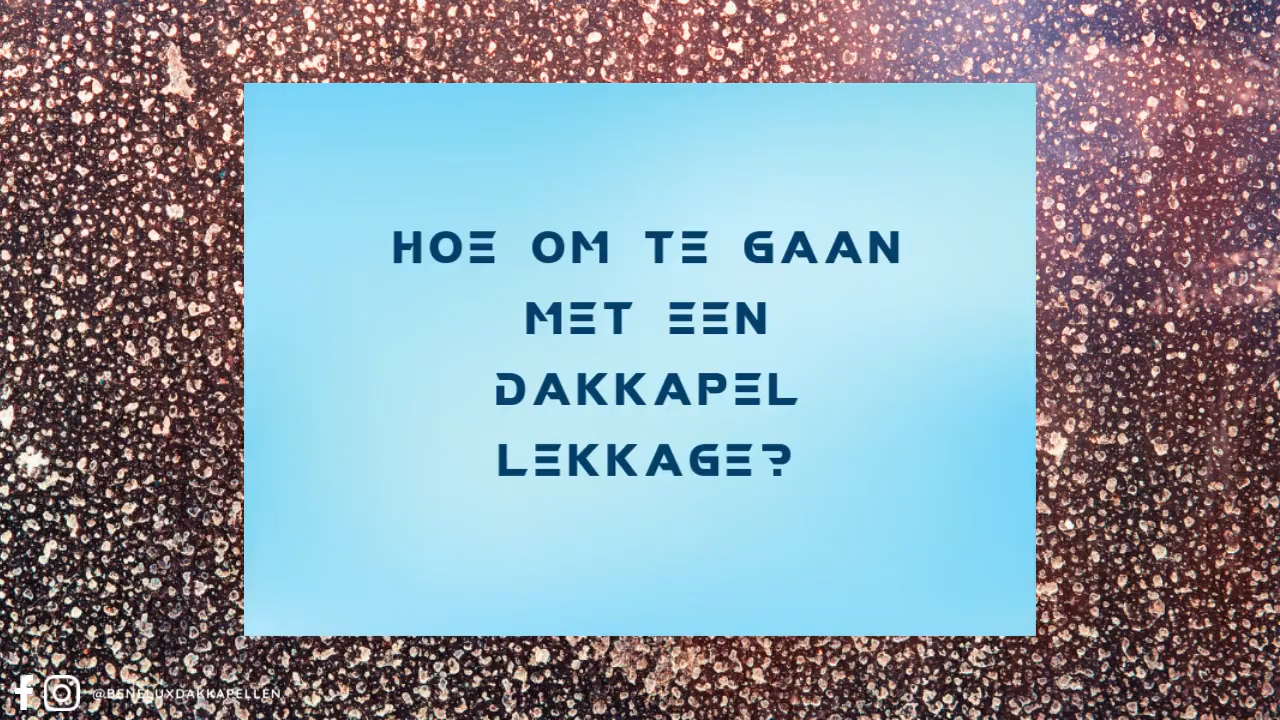 HOE OM TE GAAN
MET EEN
DAKKAPEL
LEKKAGE?
@BENELUXDAKKAPELLEN